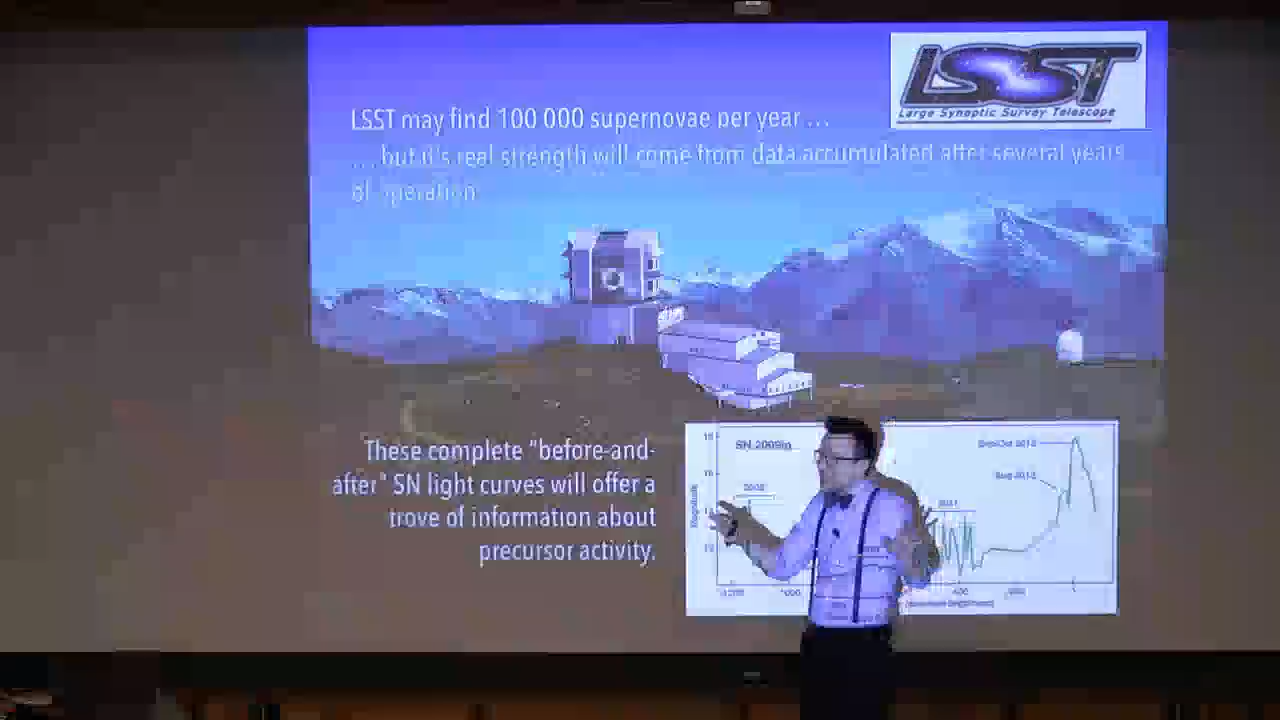 LSST
Large Synoptic Survey Telescope
LSST may find 100 000 supernovae per year ...
... but it's real strength will come from data accumulated after several years
of operation
These complete "before-and-
after" SN light curves will offer a
trove of information about
precursor activity.
SN 2009ip
Magnitude